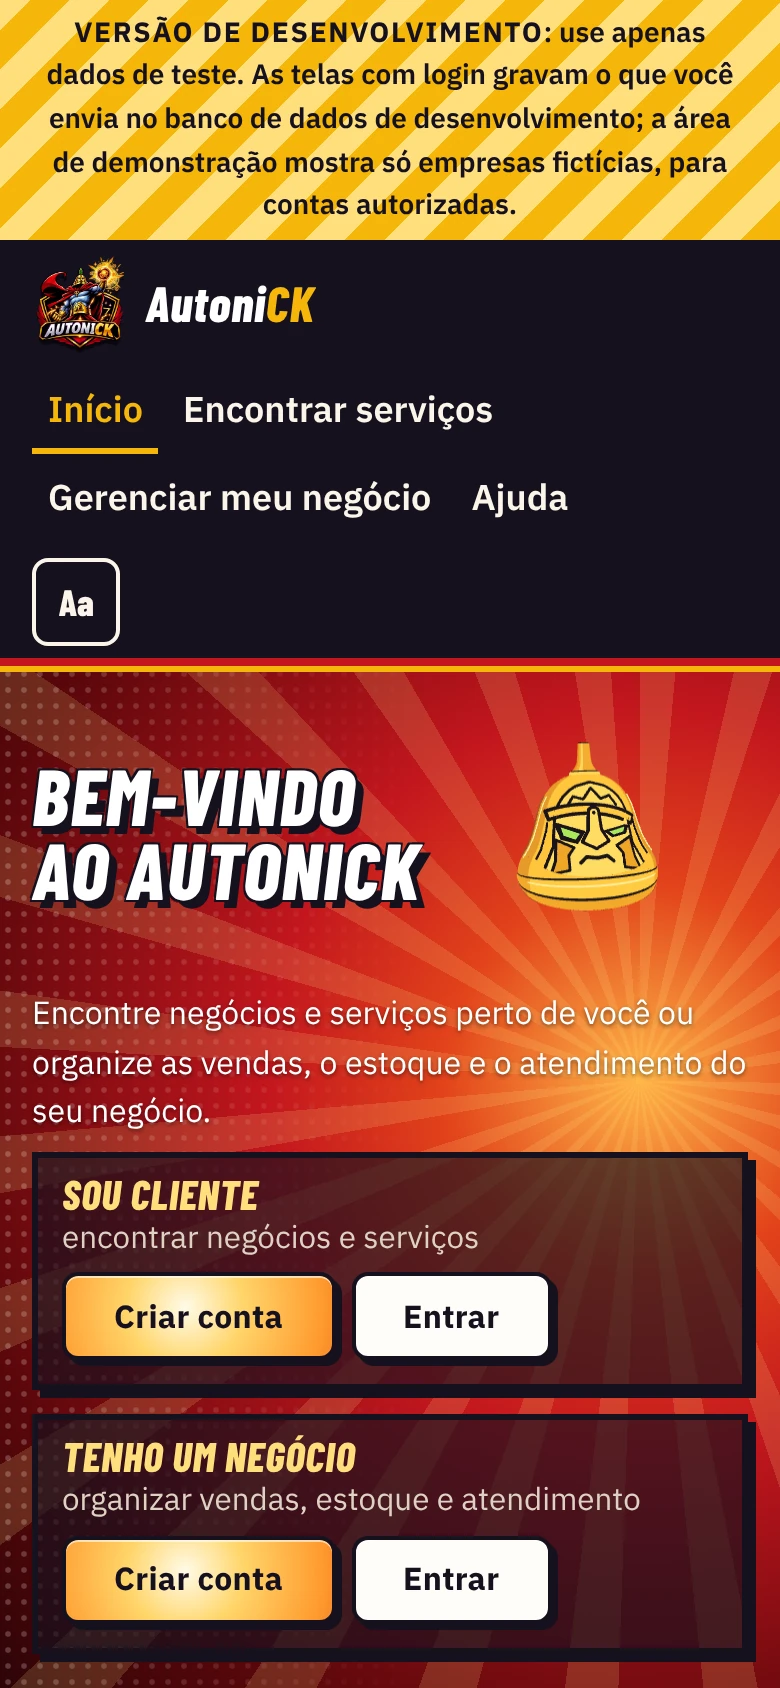 VERSÃO DE DESENVOLVIMENTO: use apenas
dados de teste. As telas com login gravam o que você
envia no banco de dados de desenvolvimento; a área
de demonstração mostra só empresas fictícias, para
contas autorizadas.
AUTONICK
AutoniCK
Início Encontrar serviços
Gerenciar meu negócio Ajuda
Aa
BEM-VINDO
AO AUTONICK
Encontre negócios e serviços perto de você ou
organize as vendas, o estoque e o atendimento do
seu negócio.
SOU CLIENTE
encontrar negócios e serviços
Criar conta Entrar
TENHO UM NEGÓCIO
organizar vendas, estoque e atendimento
Criar conta Entrar